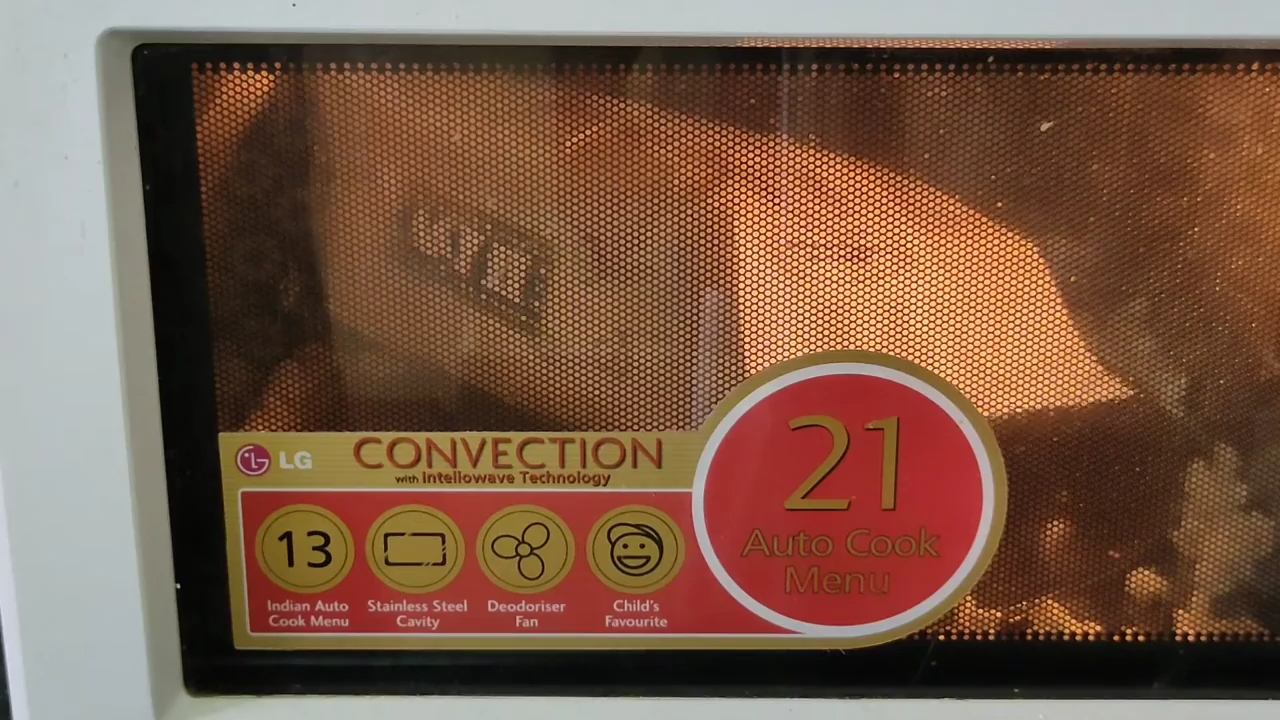 LG
CONVECTION
with Intellowave Technology
21
Auto Cook
Menu
13
Indian Auto
Cook Menu
Stainless Steel
Cavity
Deodoriser
Fan
Child's
Favourite